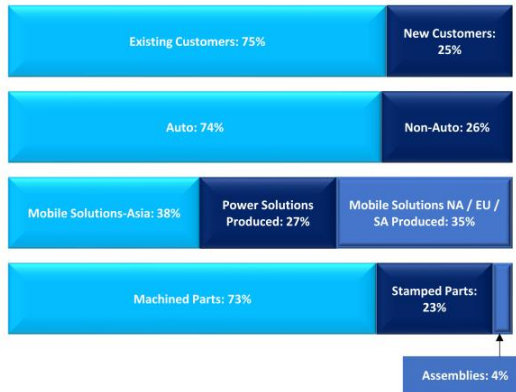 Existing Customers: 75%
New Customers:
25%
Auto: 74%
Non-Auto: 26%
Mobile Solutions-Asia: 38%
Power Solutions
Produced: 27%
Mobile Solutions NA / EU /
SA Produced: 35%
Machined Parts: 73%
Stamped Parts:
23%
Assemblies: 4%